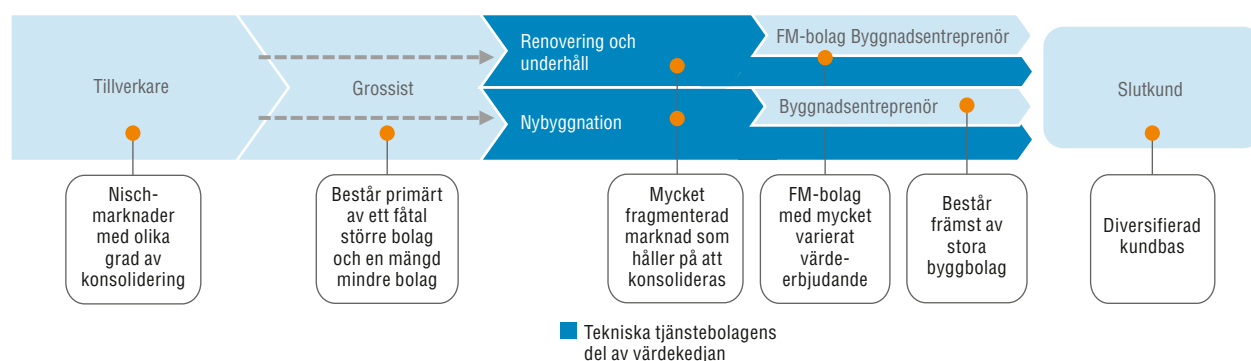 Tillverkare
Grossist
Renovering och
underhåll
Nybyggnation
FM-bolag Byggnadsentreprenör
Byggnadsentreprenör
Slutkund
Nisch-
marknader
med olika
grad av
konsolidering
Består primärt
av ett fåtal
större bolag
och en mängd
mindre bolag
Mycket
fragmenterad
marknad som
håller på att
konsolideras
FM-bolag
med mycket
varierat
värde-
erbjudande
Består
främst av
stora
byggbolag
Diversifierad
kundbas
Tekniska tjänstebolagens
del av värdekedjan